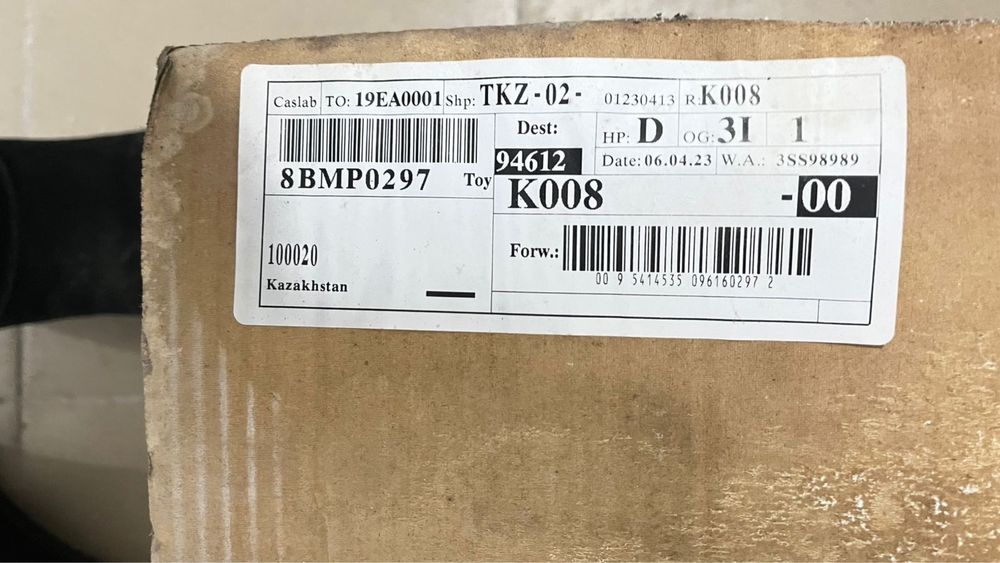 Caslab TO: 19EA0001 Shp: TKZ-02- 01230413 R:K008
Dest: HP: D OG: 3I 1
94612 Date: 06.04.23 W.A.: 3SS98989
8BMP0297 Toy K008 -00
100020 Forw.:
00 9 5414535 096160297 2
Kazakhstan